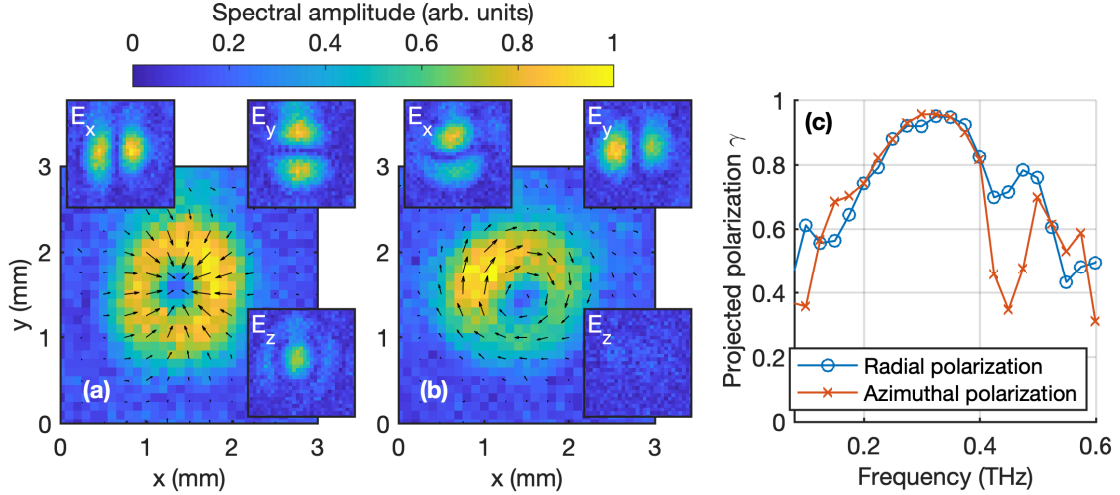 Spectral amplitude (arb. units)
0 0.2 0.4 0.6 0.8 1
Ex
Ey
Ez
(a)
y (mm)
3
2
1
0
0 1 2 3
x (mm)
Ex
Ey
Ez
(b)
0 1 2 3
x (mm)
(c)
Projected polarization γ
1
0.8
0.6
0.4
0.2
0
Radial polarization
Azimuthal polarization
0.2 0.4 0.6
Frequency (THz)